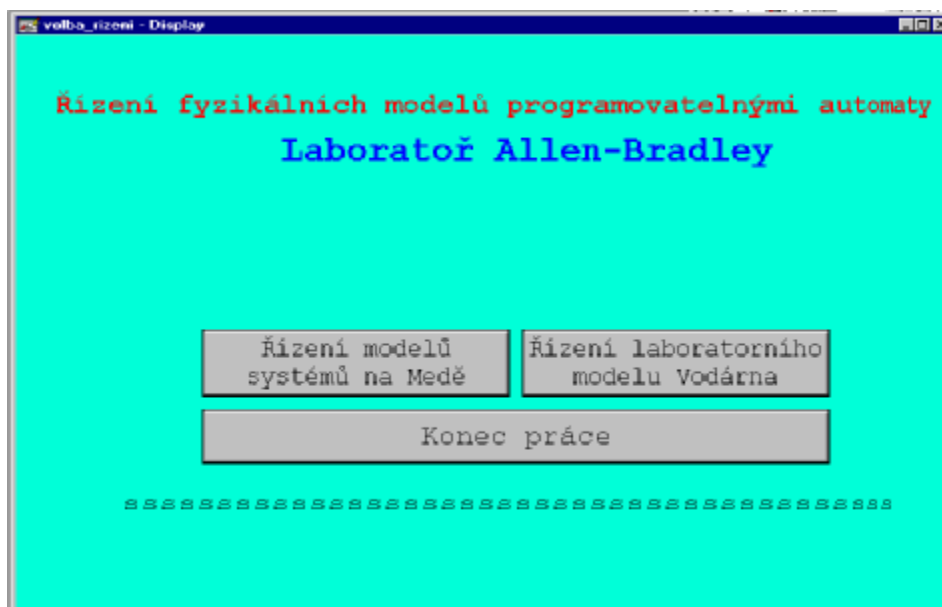 volba_rizeni - Display
Řízení fyzikálních modelů programovatelnými automaty
Laboratoř Allen-Bradley
Řízení modelů
systémů na Medě
Řízení laboratorního
modelu Vodárna
Konec práce
ssssssssssssssssssssssssssssssssssssssssss